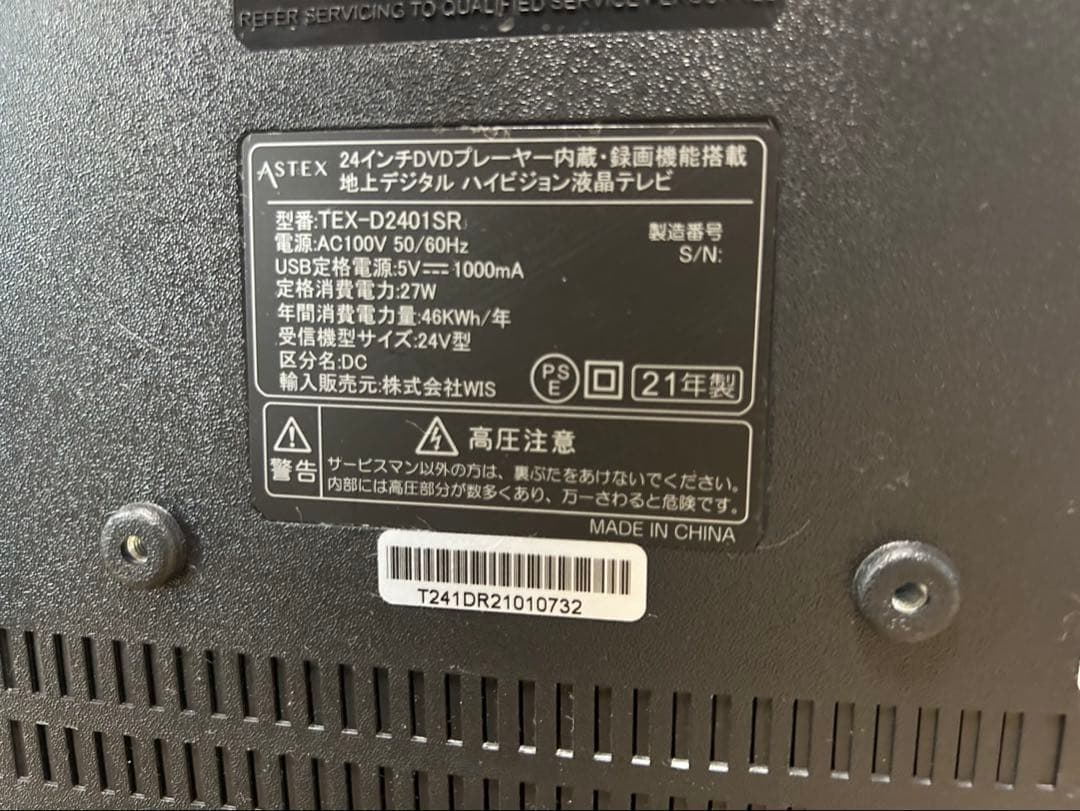 REFER SERVICING TO QUALIFIED SERVICE PERSONNEL
ASTEX
24インチDVDプレーヤー内蔵・録画機能搭載
地上デジタル ハイビジョン液晶テレビ
型番:TEX-D2401SR
電源:AC100V 50/60Hz
USB定格電源:5V⎓1000mA
定格消費電力:27W
年間消費電力量:46KWh/年
受信機型サイズ:24V型
区分名:DC
輸入販売元:株式会社WIS
製造番号
S/N:
PSE
21年製
警告
高圧注意
サービスマン以外の方は、裏ぶたをあけないでください。
内部には高圧部分が数多くあり、万一さわると危険です。
MADE IN CHINA
T241DR21010732